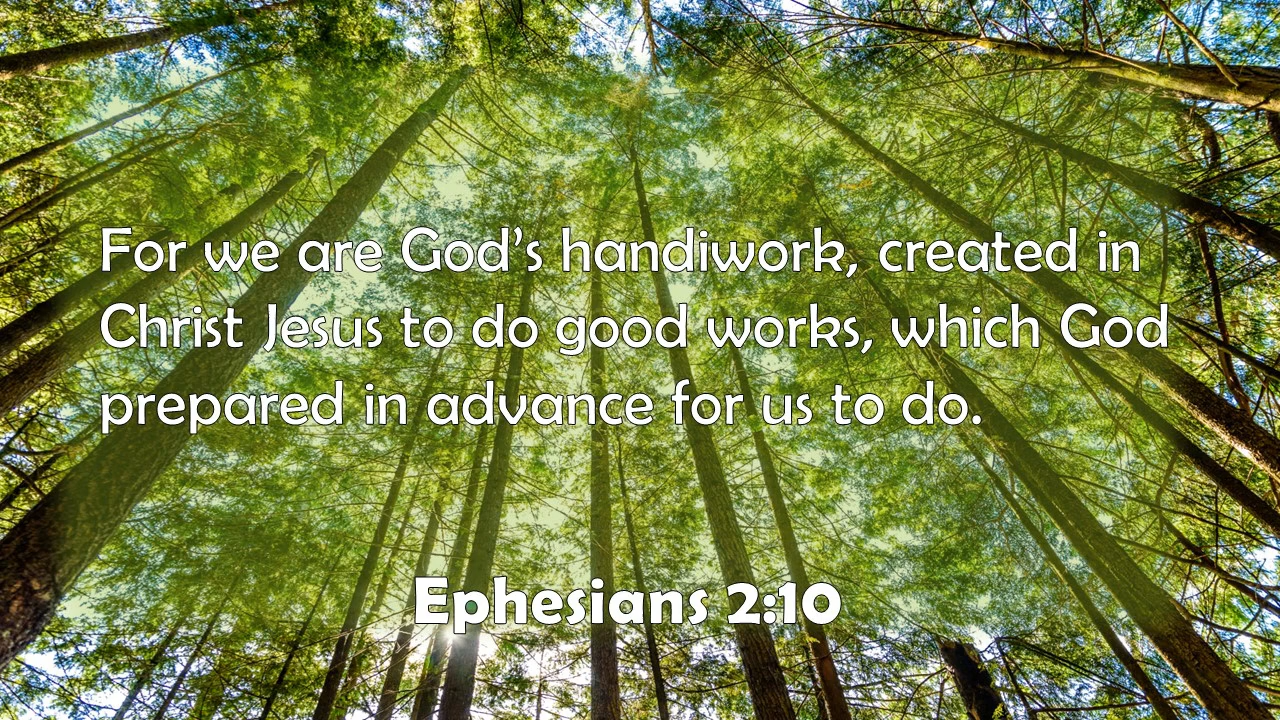 For we are God’s handiwork, created in
Christ Jesus to do good works, which God
prepared in advance for us to do.
Ephesians 2:10